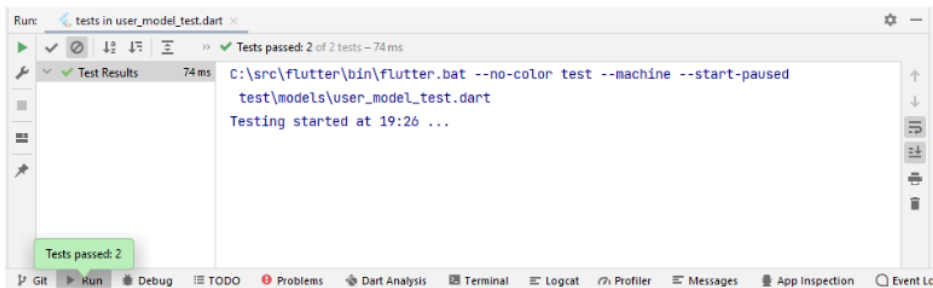 Run: tests in user_model_test.dart ×
» Tests passed: 2 of 2 tests – 74 ms
Test Results 74 ms
C:\src\flutter\bin\flutter.bat --no-color test --machine --start-paused
test\models\user_model_test.dart
Testing started at 19:26 ...
Tests passed: 2
Git Run Debug TODO Problems Dart Analysis Terminal Logcat Profiler Messages App Inspection Event Lo